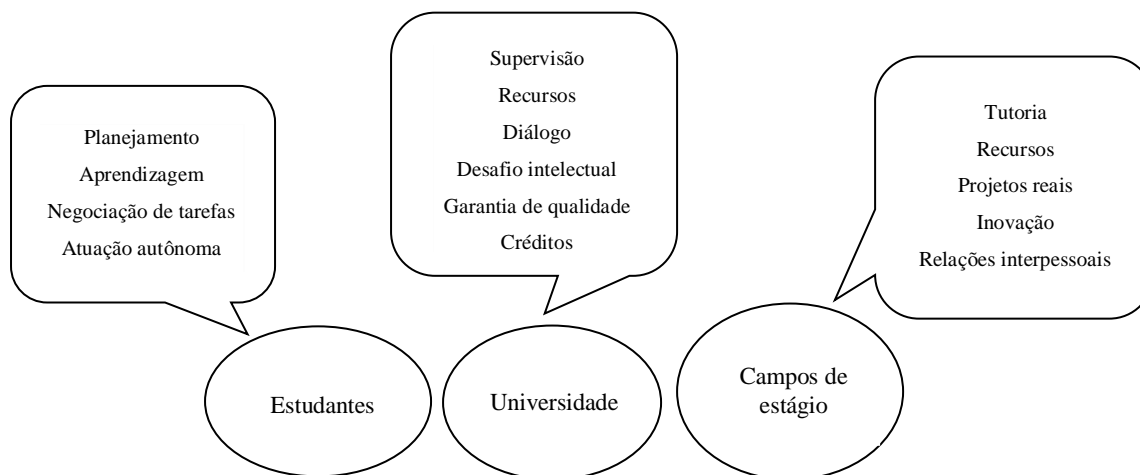 Planejamento
Aprendizagem
Negociação de tarefas
Atuação autônoma
Supervisão
Recursos
Diálogo
Desafio intelectual
Garantia de qualidade
Créditos
Tutoria
Recursos
Projetos reais
Inovação
Relações interpessoais
Estudantes
Universidade
Campos de
estágio